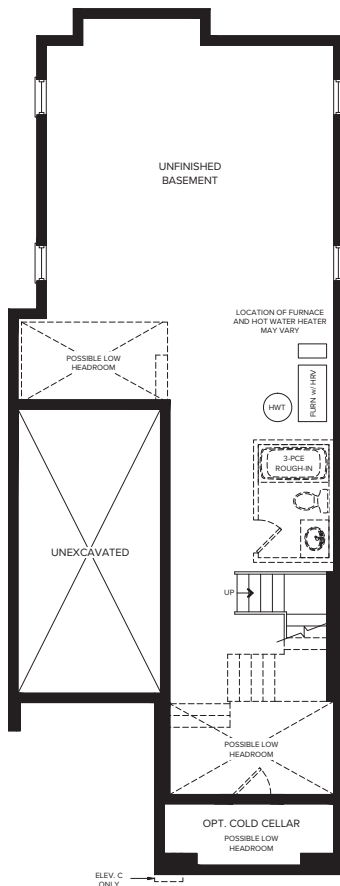 UNFINISHED
BASEMENT
LOCATION OF FURNACE
AND HOT WATER HEATER
MAY VARY
POSSIBLE LOW
HEADROOM
FURN w/ HRV
HWT
3-PCE
ROUGH-IN
UNEXCAVATED
UP
POSSIBLE LOW
HEADROOM
OPT. COLD CELLAR
POSSIBLE LOW
HEADROOM
ELEV. C
ONLY